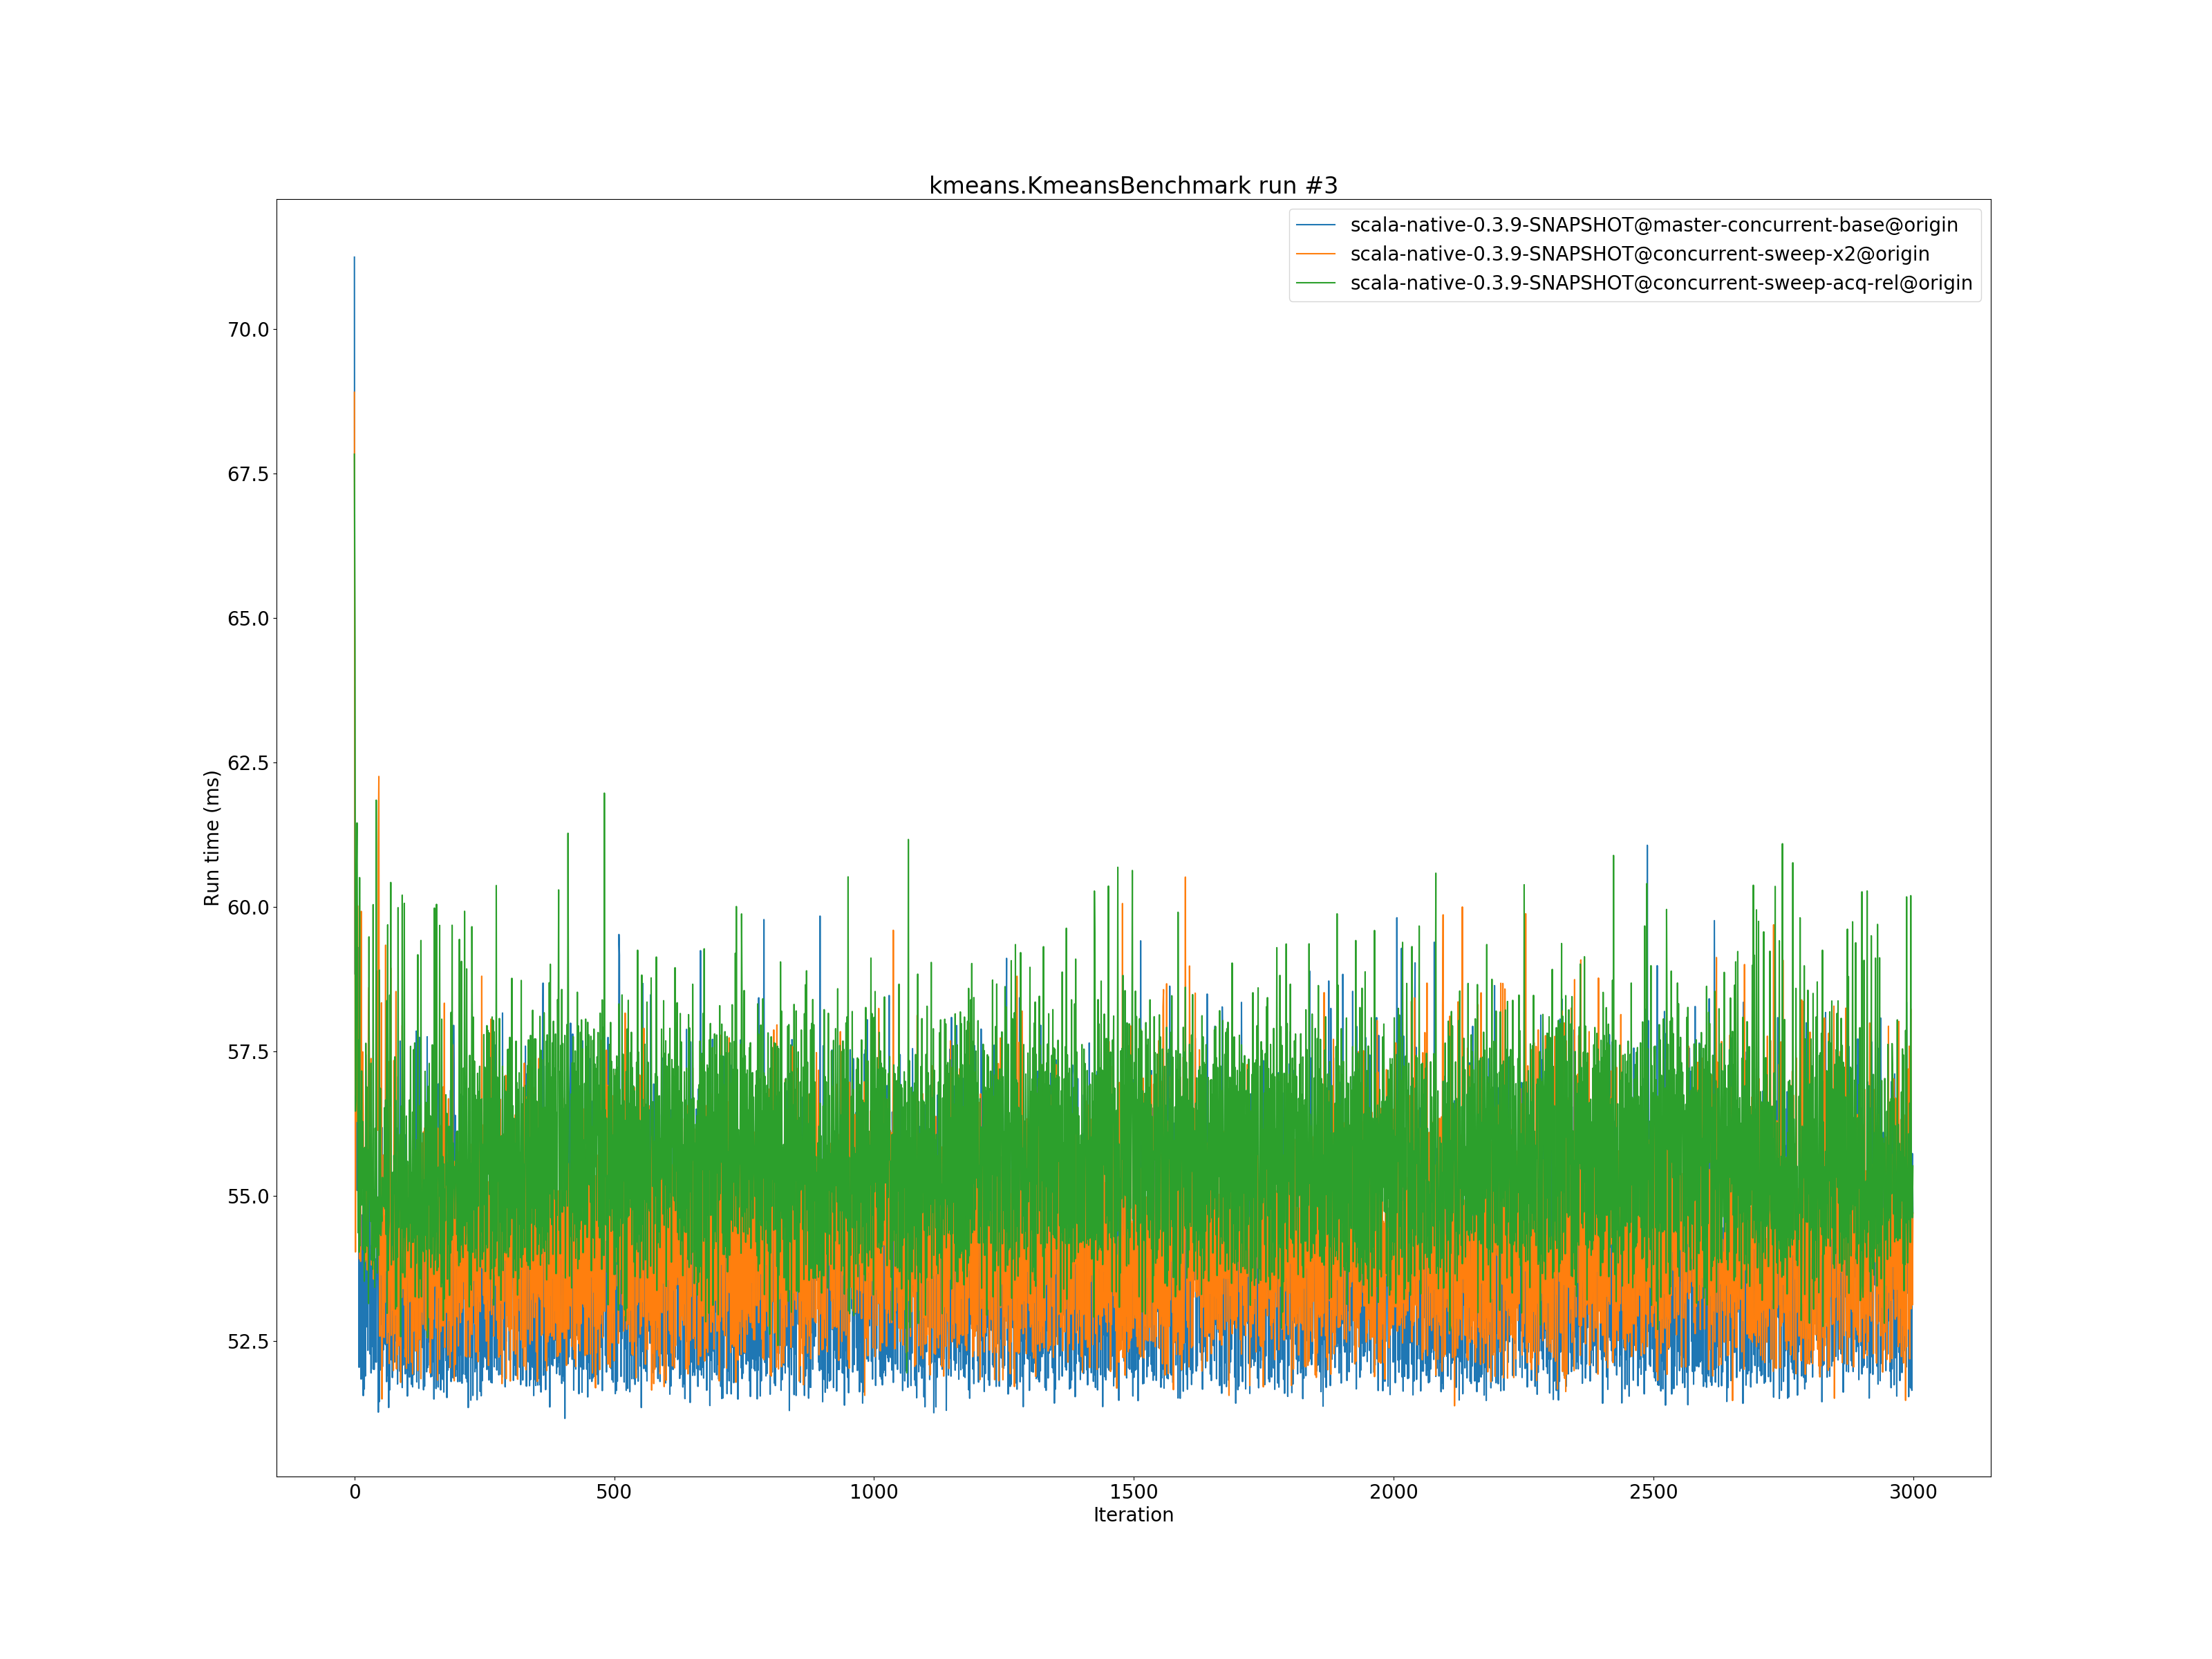 kmeans.KmeansBenchmark run #3
scala-native-0.3.9-SNAPSHOT@master-concurrent-base@origin
scala-native-0.3.9-SNAPSHOT@concurrent-sweep-x2@origin
scala-native-0.3.9-SNAPSHOT@concurrent-sweep-acq-rel@origin
70.0
67.5
65.0
62.5
60.0
57.5
55.0
52.5
Run time (ms)
0 500 1000 1500 2000 2500 3000
Iteration